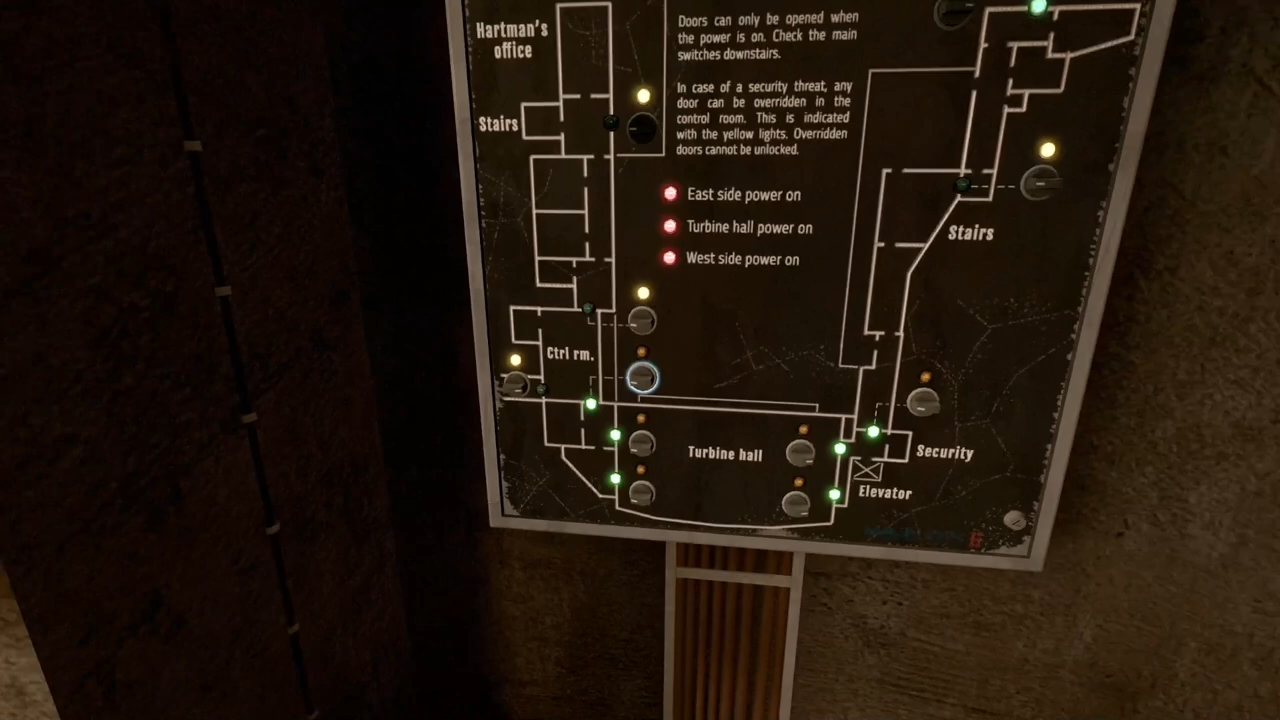 Hartman's
office
Doors can only be opened when
the power is on. Check the main
switches downstairs.
In case of a security threat, any
door can be overridden in the
control room. This is indicated
with the yellow lights. Overridden
doors cannot be unlocked.
Stairs
East side power on
Turbine hall power on
West side power on
Stairs
Ctrl rm.
Turbine hall
Security
Elevator